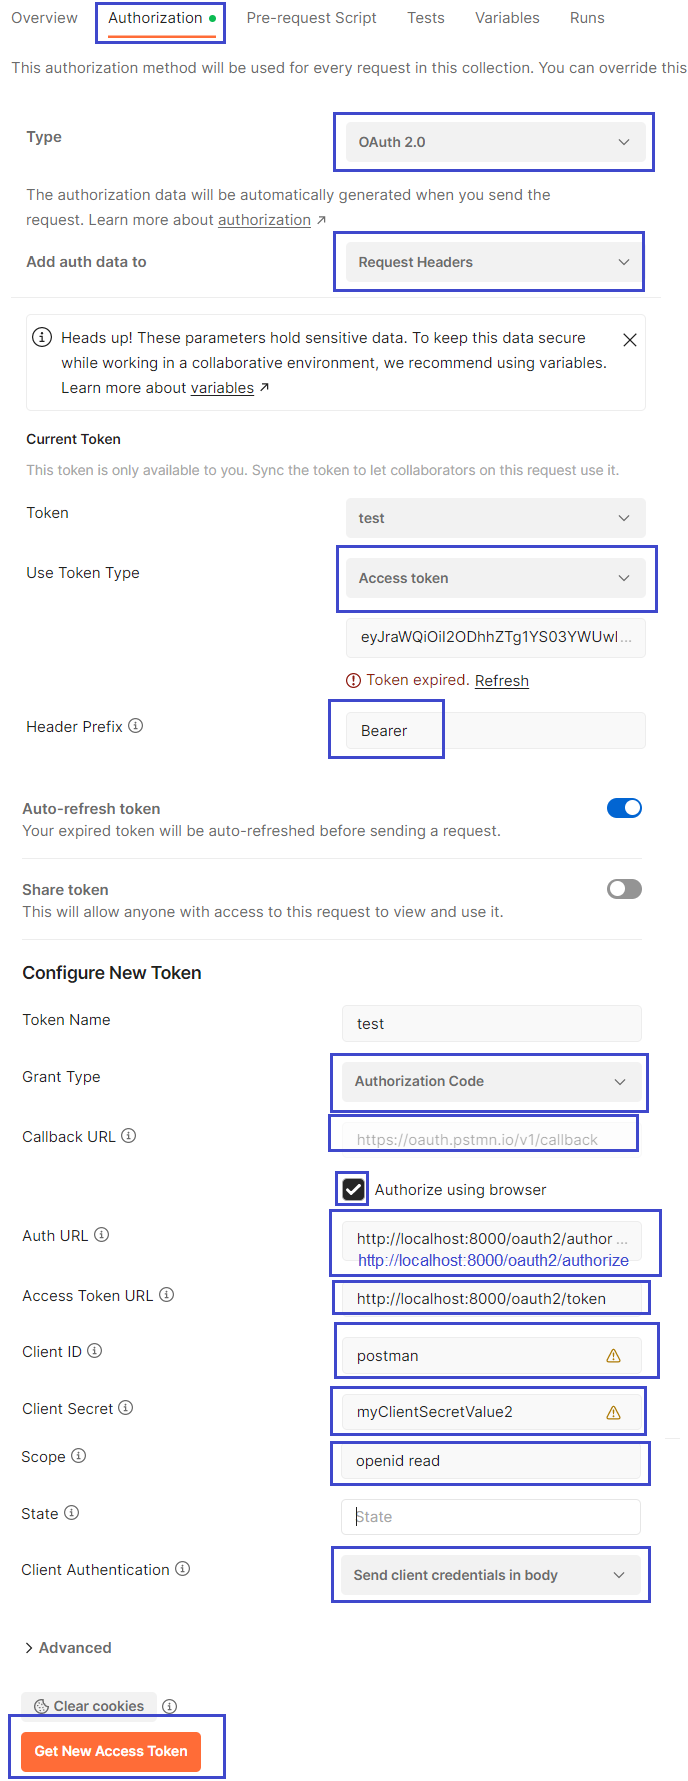 Overview Authorization Pre-request Script Tests Variables Runs
This authorization method will be used for every request in this collection. You can override this
Type
OAuth 2.0
The authorization data will be automatically generated when you send the
request. Learn more about authorization ↗
Add auth data to
Request Headers
Heads up! These parameters hold sensitive data. To keep this data secure
while working in a collaborative environment, we recommend using variables.
Learn more about variables ↗
Current Token
This token is only available to you. Sync the token to let collaborators on this request use it.
Token
test
Use Token Type
Access token
eyJraWQiOiI2ODhhZTg1YS03YWUwI...
Token expired. Refresh
Header Prefix
Bearer
Auto-refresh token
Your expired token will be auto-refreshed before sending a request.
Share token
This will allow anyone with access to this request to view and use it.
Configure New Token
Token Name
test
Grant Type
Authorization Code
Callback URL
https://oauth.pstmn.io/v1/callback
Authorize using browser
Auth URL
http://localhost:8000/oauth2/author...
http://localhost:8000/oauth2/authorize
Access Token URL
http://localhost:8000/oauth2/token
Client ID
postman
Client Secret
myClientSecretValue2
Scope
openid read
State
State
Client Authentication
Send client credentials in body
Advanced
Clear cookies
Get New Access Token